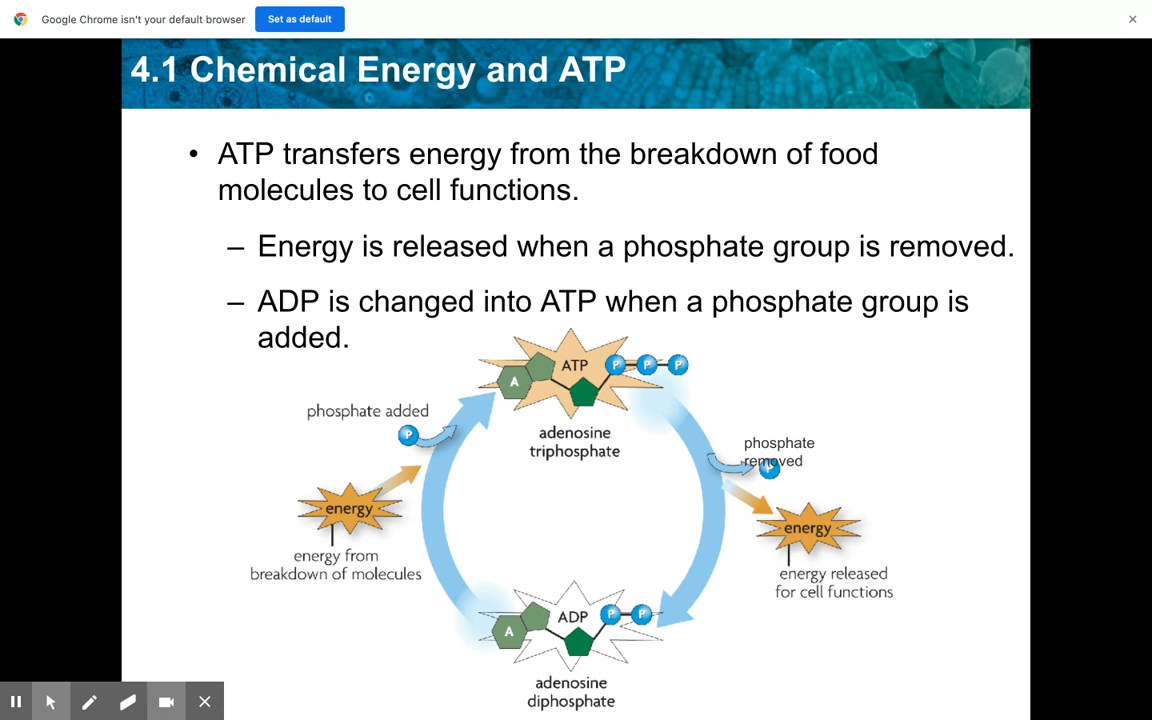 Google Chrome isn't your default browser
Set as default
4.1 Chemical Energy and ATP
• ATP transfers energy from the breakdown of food
molecules to cell functions.
– Energy is released when a phosphate group is removed.
– ADP is changed into ATP when a phosphate group is
added.
A
ATP
P
P
P
adenosine
triphosphate
phosphate added
P
energy
energy from
breakdown of molecules
phosphate
removed
P
energy
energy released
for cell functions
A
ADP
P
P
adenosine
diphosphate